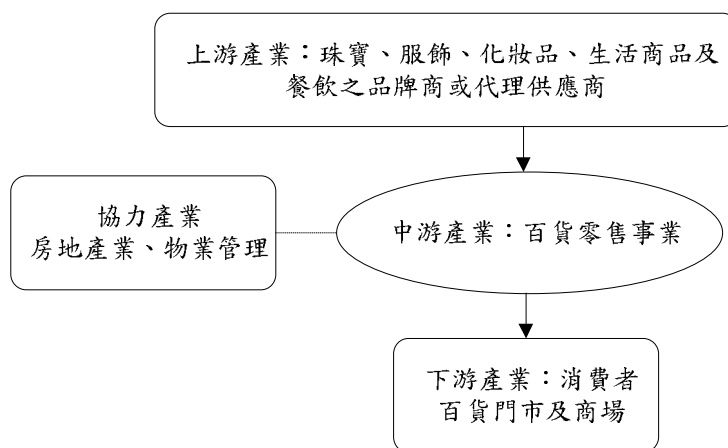 上游產業：珠寶、服飾、化妝品、生活商品及
餐飲之品牌商或代理供應商
協力產業
房地產業、物業管理
中游產業：百貨零售事業
下游產業：消費者
百貨門市及商場